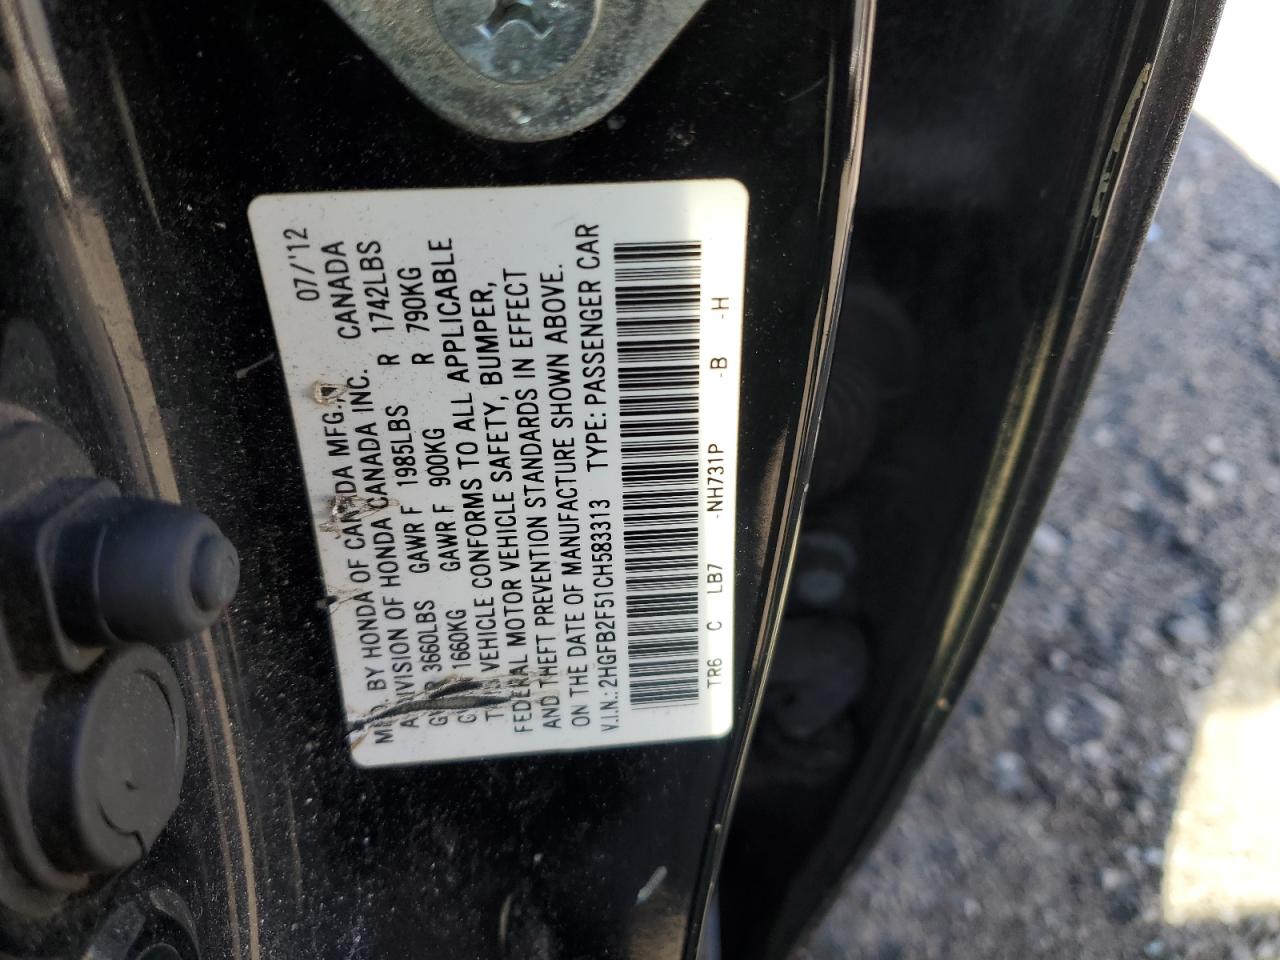 07/'12
BY HONDA OF CANADA MFG., CANADA
DIVISION OF HONDA CANADA INC.
3660LBS GAWR F 1985LBS R 1742LBS
1660KG GAWR F 900KG R 790KG
VEHICLE CONFORMS TO ALL APPLICABLE
FEDERAL MOTOR VEHICLE SAFETY, BUMPER,
AND THEFT PREVENTION STANDARDS IN EFFECT
ON THE DATE OF MANUFACTURE SHOWN ABOVE.
V.I.N.: 2HGFB2F51CH583313 TYPE: PASSENGER CAR
TR6 C LB7 -NH731P -B -H